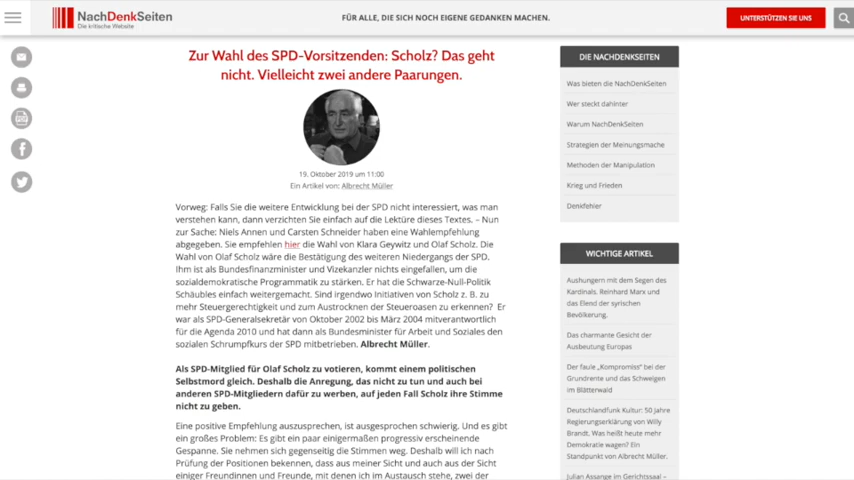 NachDenkSeiten
Die kritische Website
FÜR ALLE, DIE SICH NOCH EIGENE GEDANKEN MACHEN.
UNTERSTÜTZEN SIE UNS
Zur Wahl des SPD-Vorsitzenden: Scholz? Das geht
nicht. Vielleicht zwei andere Paarungen.
19. Oktober 2019 um 11:00
Ein Artikel von: Albrecht Müller
Vorweg: Falls Sie die weitere Entwicklung bei der SPD nicht interessiert, was man
verstehen kann, dann verzichten Sie einfach auf die Lektüre dieses Textes. – Nun
zur Sache: Niels Annen und Carsten Schneider haben eine Wahlempfehlung
abgegeben. Sie empfehlen hier die Wahl von Klara Geywitz und Olaf Scholz. Die
Wahl von Olaf Scholz wäre die Bestätigung des weiteren Niedergangs der SPD.
Ihm ist als Bundesfinanzminister und Vizekanzler nichts eingefallen, um die
sozialdemokratische Programmatik zu stärken. Er hat die Schwarze-Null-Politik
Schäubles einfach weitergemacht. Sind irgendwo Initiativen von Scholz z. B. zu
mehr Steuergerechtigkeit und zum Austrocknen der Steueroasen zu erkennen? Er
war als SPD-Generalsekretär von Oktober 2002 bis März 2004 mitverantwortlich
für die Agenda 2010 und hat dann als Bundesminister für Arbeit und Soziales den
sozialen Schrumpfkurs der SPD mitbetrieben. Albrecht Müller.
Als SPD-Mitglied für Olaf Scholz zu votieren, kommt einem politischen
Selbstmord gleich. Deshalb die Anregung, das nicht zu tun und auch bei
anderen SPD-Mitgliedern dafür zu werben, auf jeden Fall Scholz ihre Stimme
nicht zu geben.
Eine positive Empfehlung auszusprechen, ist ausgesprochen schwierig. Und es gibt
ein großes Problem: Es gibt ein paar einigermaßen progressiv erscheinende
Gespanne. Sie nehmen sich gegenseitig die Stimmen weg. Deshalb will ich nach
Prüfung der Positionen bekennen, dass aus meiner Sicht und auch aus der Sicht
einiger Freundinnen und Freunde, mit denen ich im Austausch stehe, zwei der
DIE NACHDENKSEITEN
Was bieten die NachDenkSeiten
Wer steckt dahinter
Warum NachDenkSeiten
Strategien der Meinungsmache
Methoden der Manipulation
Krieg und Frieden
Denkfehler
WICHTIGE ARTIKEL
Aushungern mit dem Segen des
Kardinals. Reinhard Marx und
das Elend der syrischen
Bevölkerung.
Das charmante Gesicht der
Ausbeutung Europas
Der faule „Kompromiss" bei der
Grundrente und das Schweigen
im Blätterwald
Deutschlandfunk Kultur: 50 Jahre
Regierungserklärung von Willy
Brandt. Was heißt heute mehr
Demokratie wagen? Ein
Standpunkt von Albrecht Müller.
Julian Assange im Gerichtssaal –
PDF